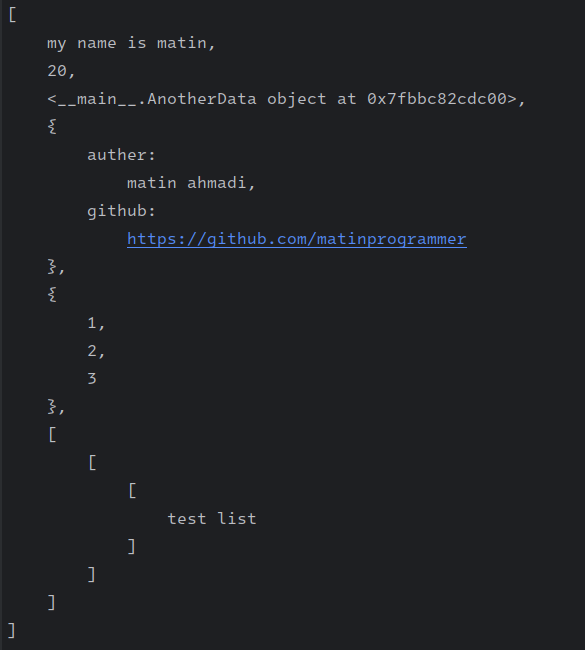 [
    my name is matin,
    20,
    <__main__.AnotherData object at 0x7fbbc82cdc00>,
    {
        auther:
            matin ahmadi,
        github:
            https://github.com/matinprogrammer
    },
    {
        1,
        2,
        3
    },
    [
        [
            [
                test list
            ]
        ]
    ]
]